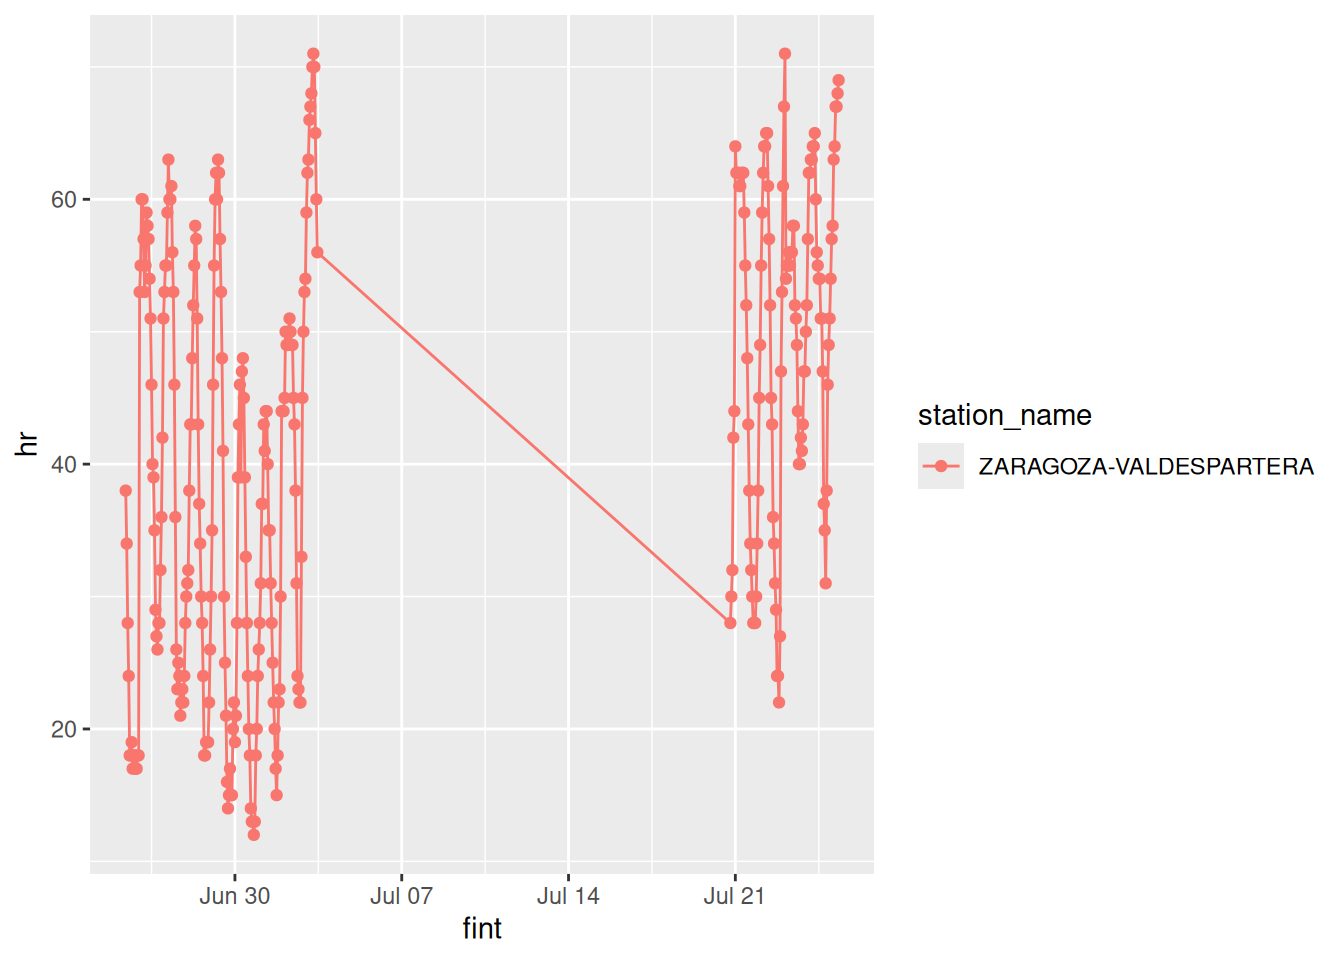 60
40
20
hr
Jun 30
Jul 07
Jul 14
Jul 21
fint
station_name
ZARAGOZA-VALDESPARTERA